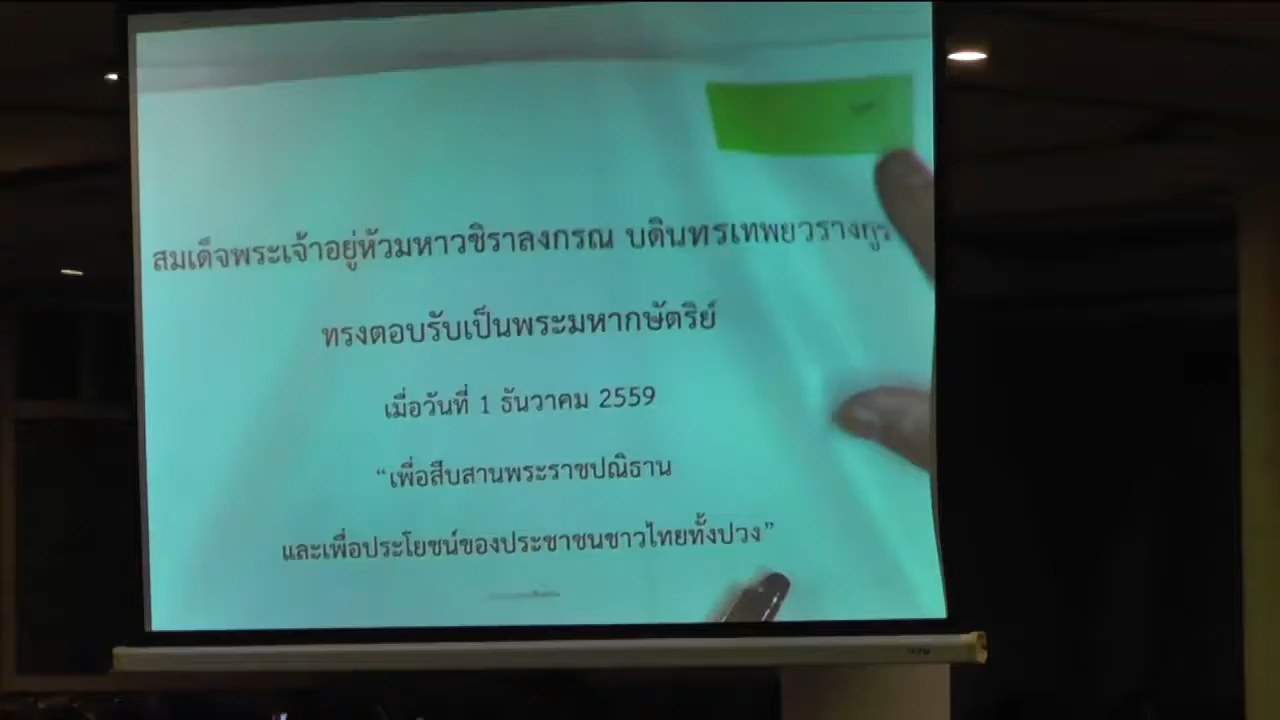 สมเด็จพระเจ้าอยู่หัวมหาวชิราลงกรณ บดินทรเทพยวรางกูร
ทรงตอบรับเป็นพระมหากษัตริย์
เมื่อวันที่ 1 ธันวาคม 2559
“เพื่อสืบสานพระราชปณิธาน
และเพื่อประโยชน์ของประชาชนชาวไทยทั้งปวง”